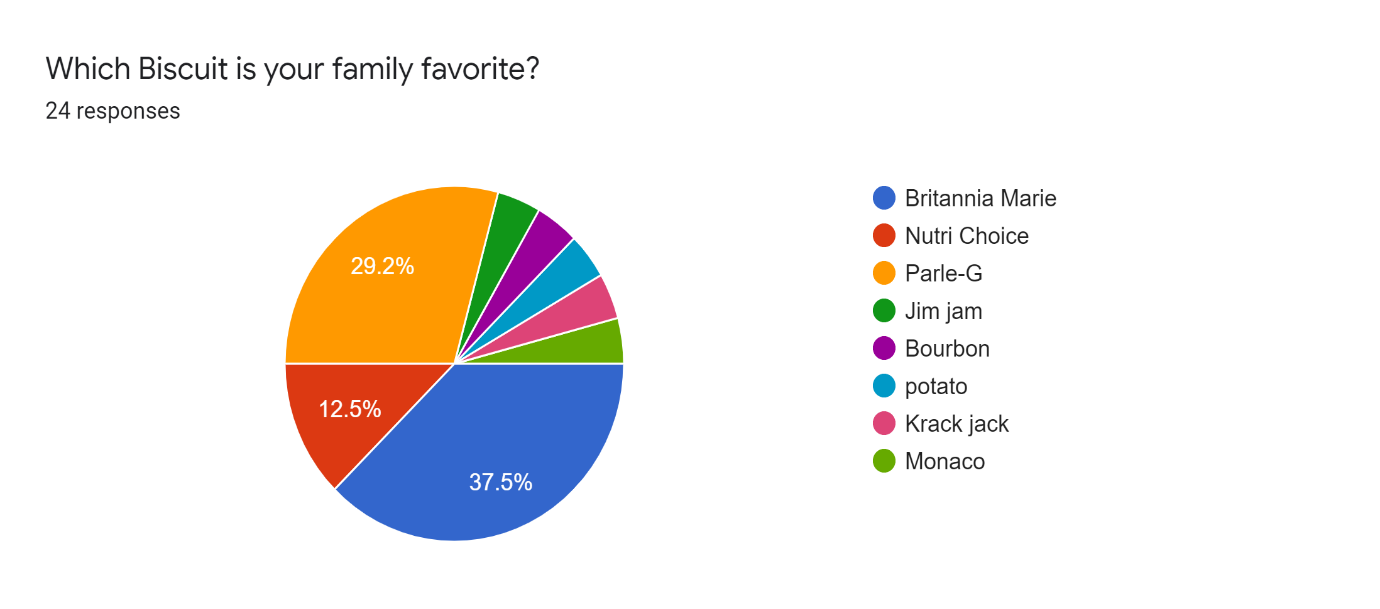 Which Biscuit is your family favorite?
24 responses
29.2%
12.5%
37.5%
Britannia Marie
Nutri Choice
Parle-G
Jim jam
Bourbon
potato
Krack jack
Monaco